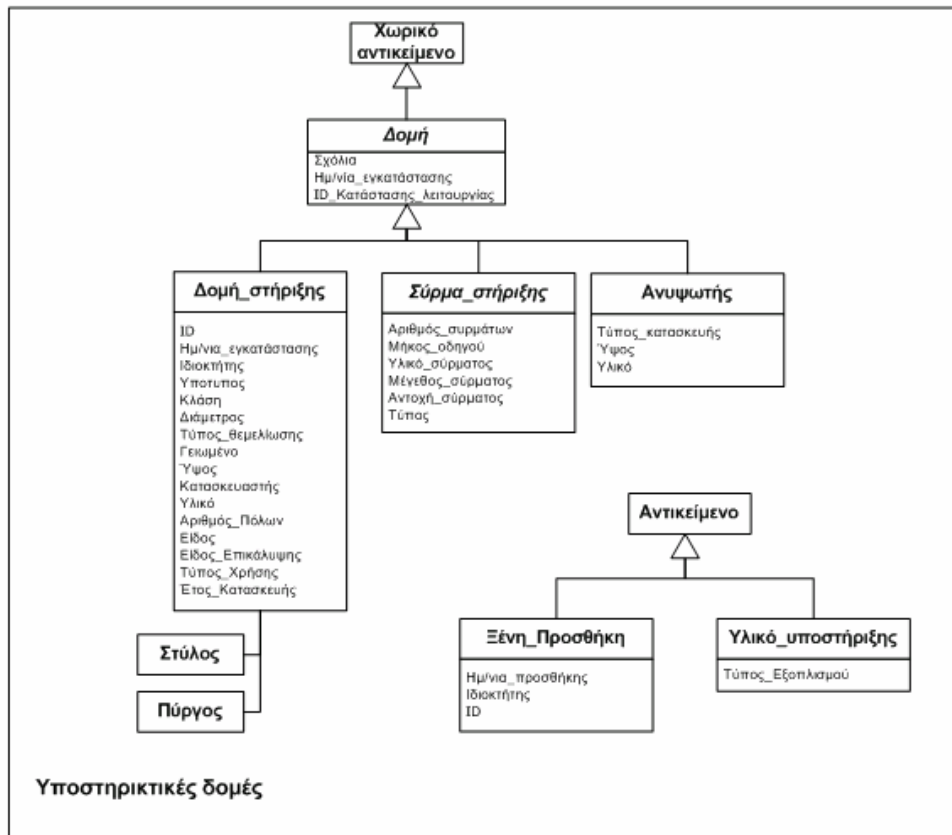 Χωρικό
αντικείμενο
Δομή
Σχόλια
Ημ/νία_εγκατάστασης
ID_Κατάστασης_λειτουργίας
Δομή_στήριξης
ID
Ημ/νια_εγκατάστασης
Ιδιοκτήτης
Υποτυπος
Κλάση
Διάμετρος
Τύπος_θεμελίωσης
Γειωμένο
Ύψος
Κατασκευαστής
Υλικό
Αριθμός_Πόλων
Είδος
Είδος_Επικάλυψης
Τύπος_Χρήσης
Έτος_Κατασκευής
Σύρμα_στήριξης
Αριθμός_συρμάτων
Μήκος_οδηγού
Υλικό_σύρματος
Μέγεθος_σύρματος
Αντοχή_σύρματος
Τύπος
Ανυψωτής
Τύπος_κατασκευής
Ύψος
Υλικό
Στύλος
Πύργος
Αντικείμενο
Ξένη_Προσθήκη
Ημ/νια_προσθήκης
Ιδιοκτήτης
ID
Υλικό_υποστήριξης
Τύπος_Εξοπλισμού
Υποστηρικτικές δομές